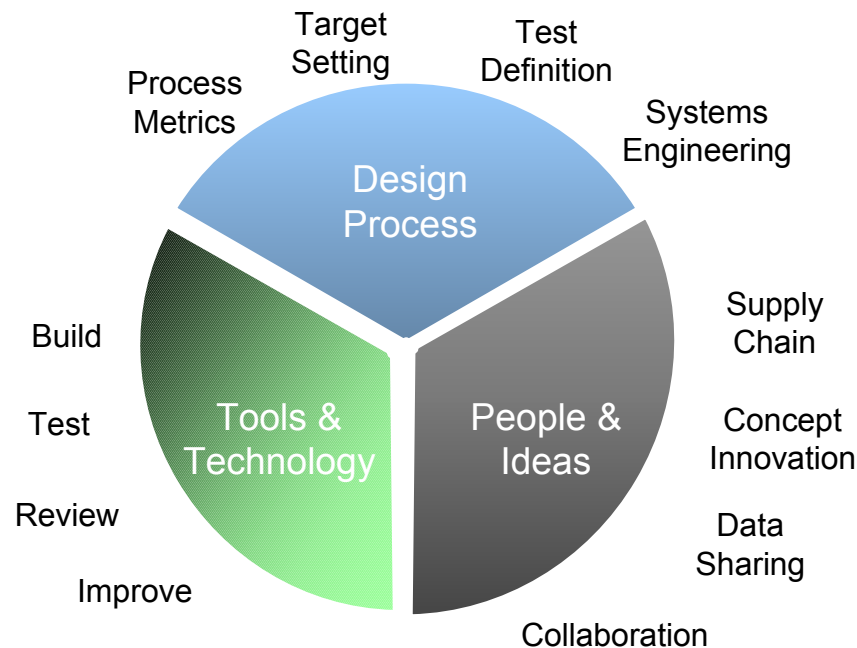 Target
Setting
Test
Definition
Process
Metrics
Systems
Engineering
Design
Process
Supply
Chain
Build
Tools &
Technology
People &
Ideas
Test
Concept
Innovation
Review
Data
Sharing
Improve
Collaboration